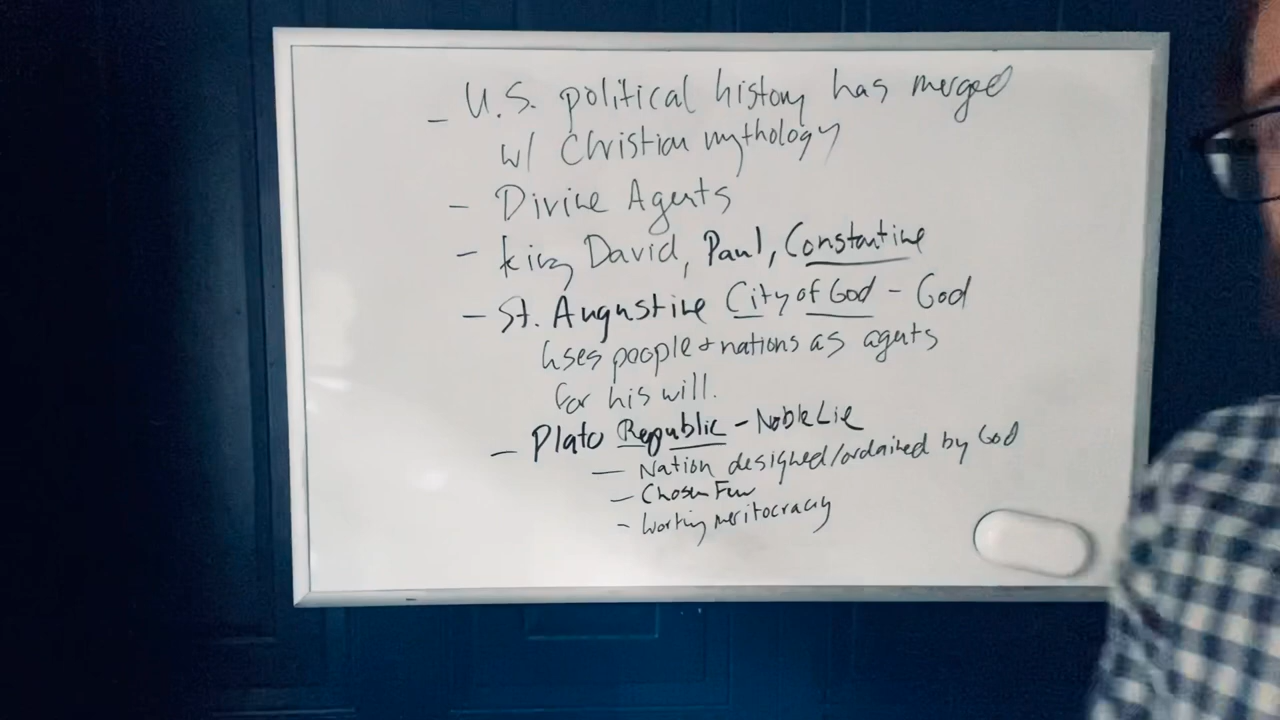 - U.S. political history has merged
w/ Christian mythology
- Divine Agents
- King David, Paul, Constantine
- St. Augustine City of God - God
uses people + nations as agents
for his will.
- Plato Republic - Noble Lie
- Nation designed/ordained by God
- Chosen Few
- Working meritocracy